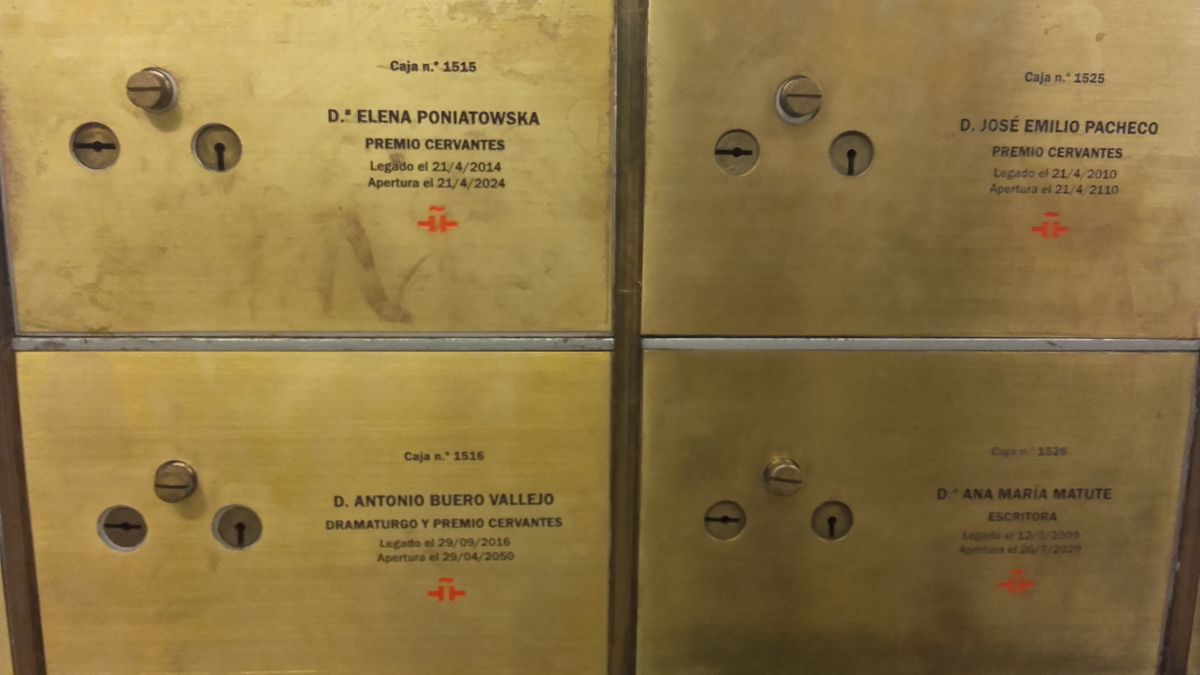 Caja n.º 1515
D.ª ELENA PONIATOWSKA
PREMIO CERVANTES
Legado el 21/4/2014
Apertura el 21/4/2024
Caja n.º 1525
D. JOSÉ EMILIO PACHECO
PREMIO CERVANTES
Legado el 21/4/2010
Apertura el 21/4/2110
Caja n.º 1516
D. ANTONIO BUERO VALLEJO
DRAMATURGO Y PREMIO CERVANTES
Legado el 29/09/2016
Apertura el 29/04/2050
Caja n.º 1526
D.ª ANA MARÍA MATUTE
ESCRITORA
Legado el 12/3/2009
Apertura el 26/7/2029